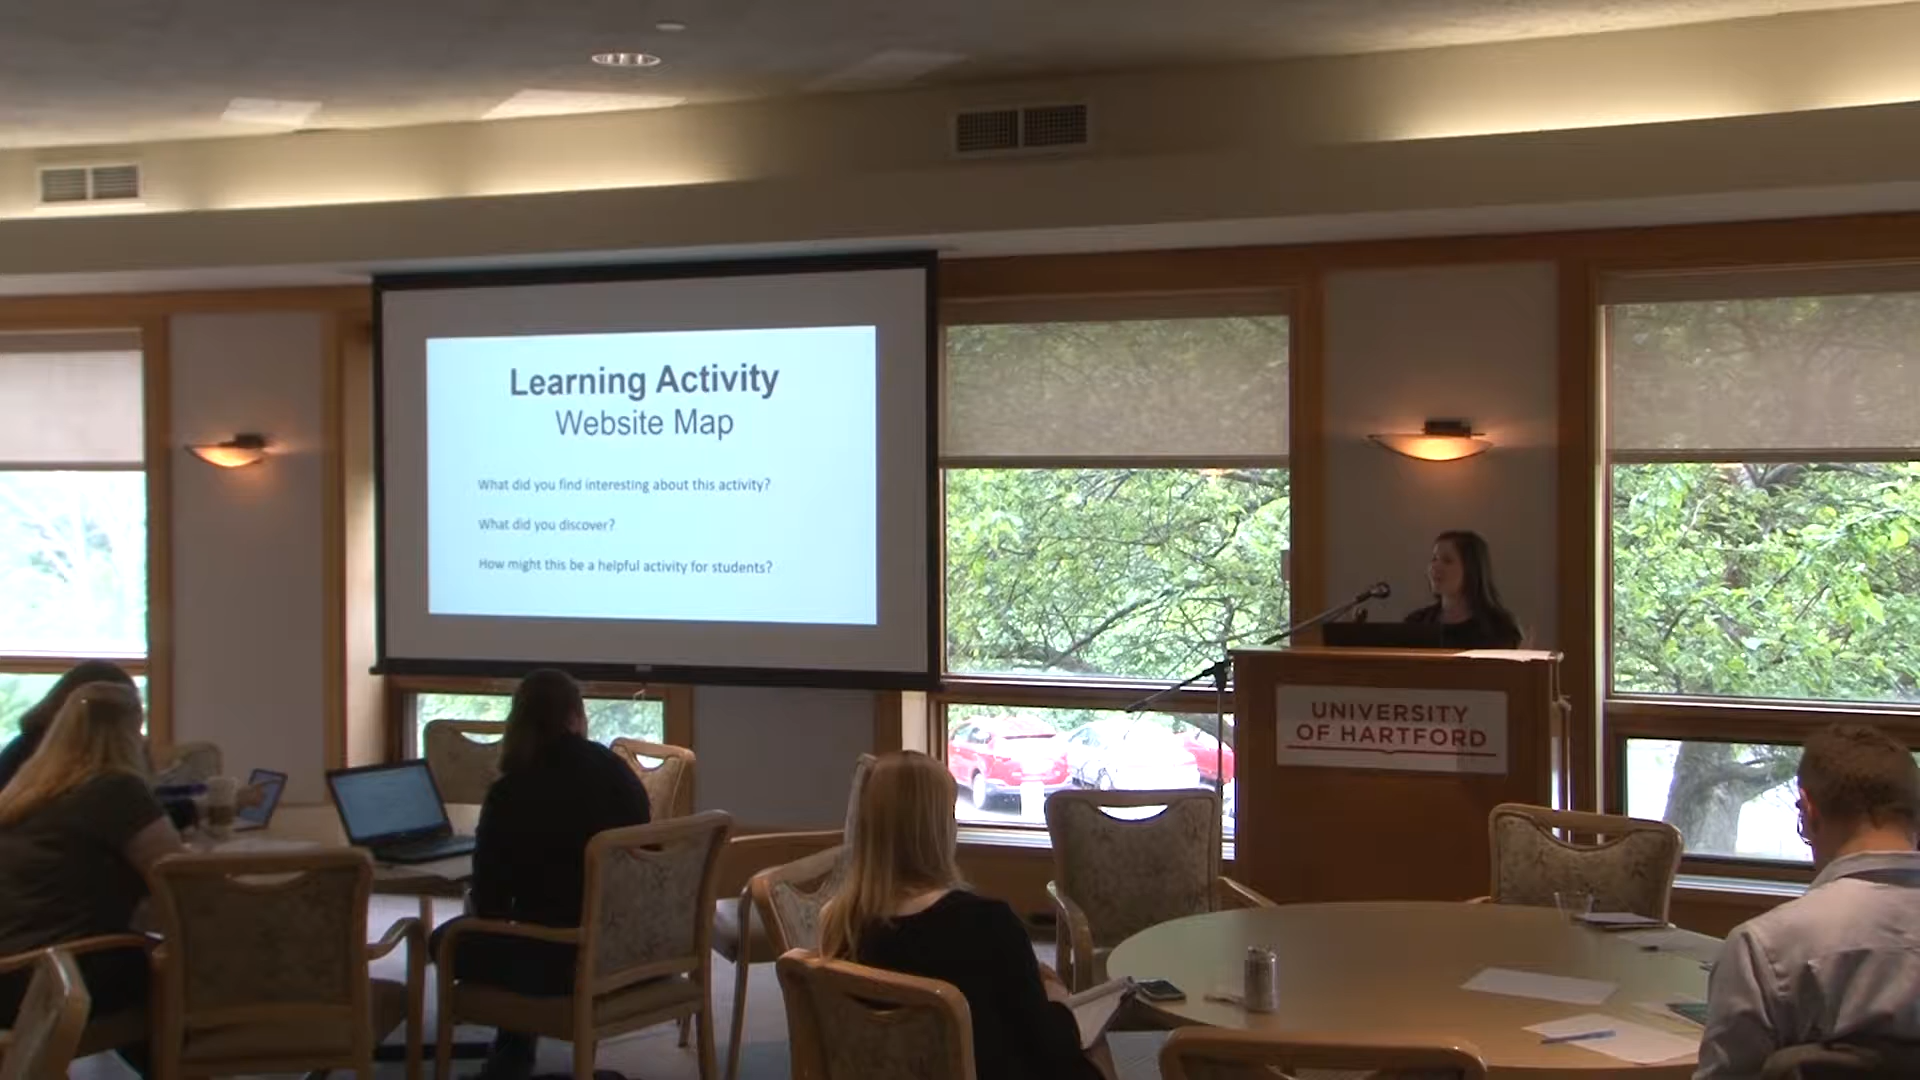 Learning Activity
Website Map
What did you find interesting about this activity?
What did you discover?
How might this be a helpful activity for students?
UNIVERSITY
OF HARTFORD